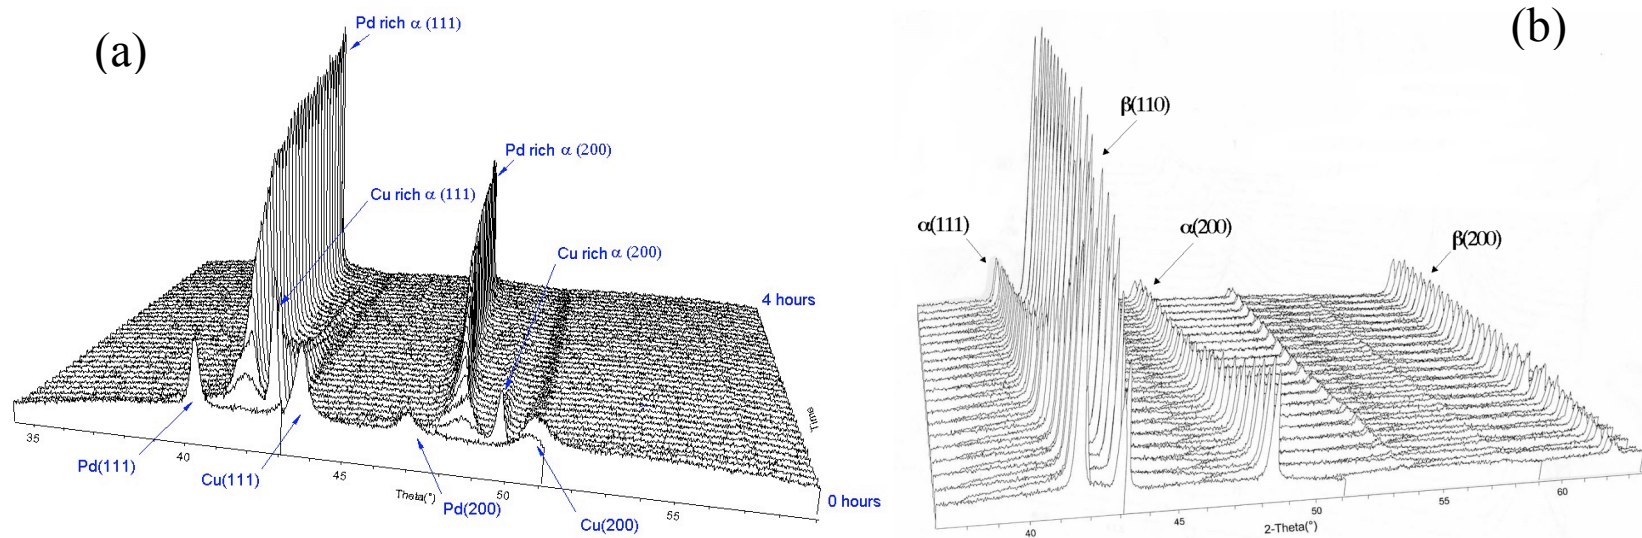 (a)
Pd rich α (111)
Pd rich α (200)
Cu rich α (111)
Cu rich α (200)
4 hours
Time
35
40
45
50
55
Theta(°)
Pd(111)
Cu(111)
Pd(200)
Cu(200)
0 hours
(b)
β(110)
α(111)
α(200)
β(200)
40
45
50
55
60
2-Theta(°)